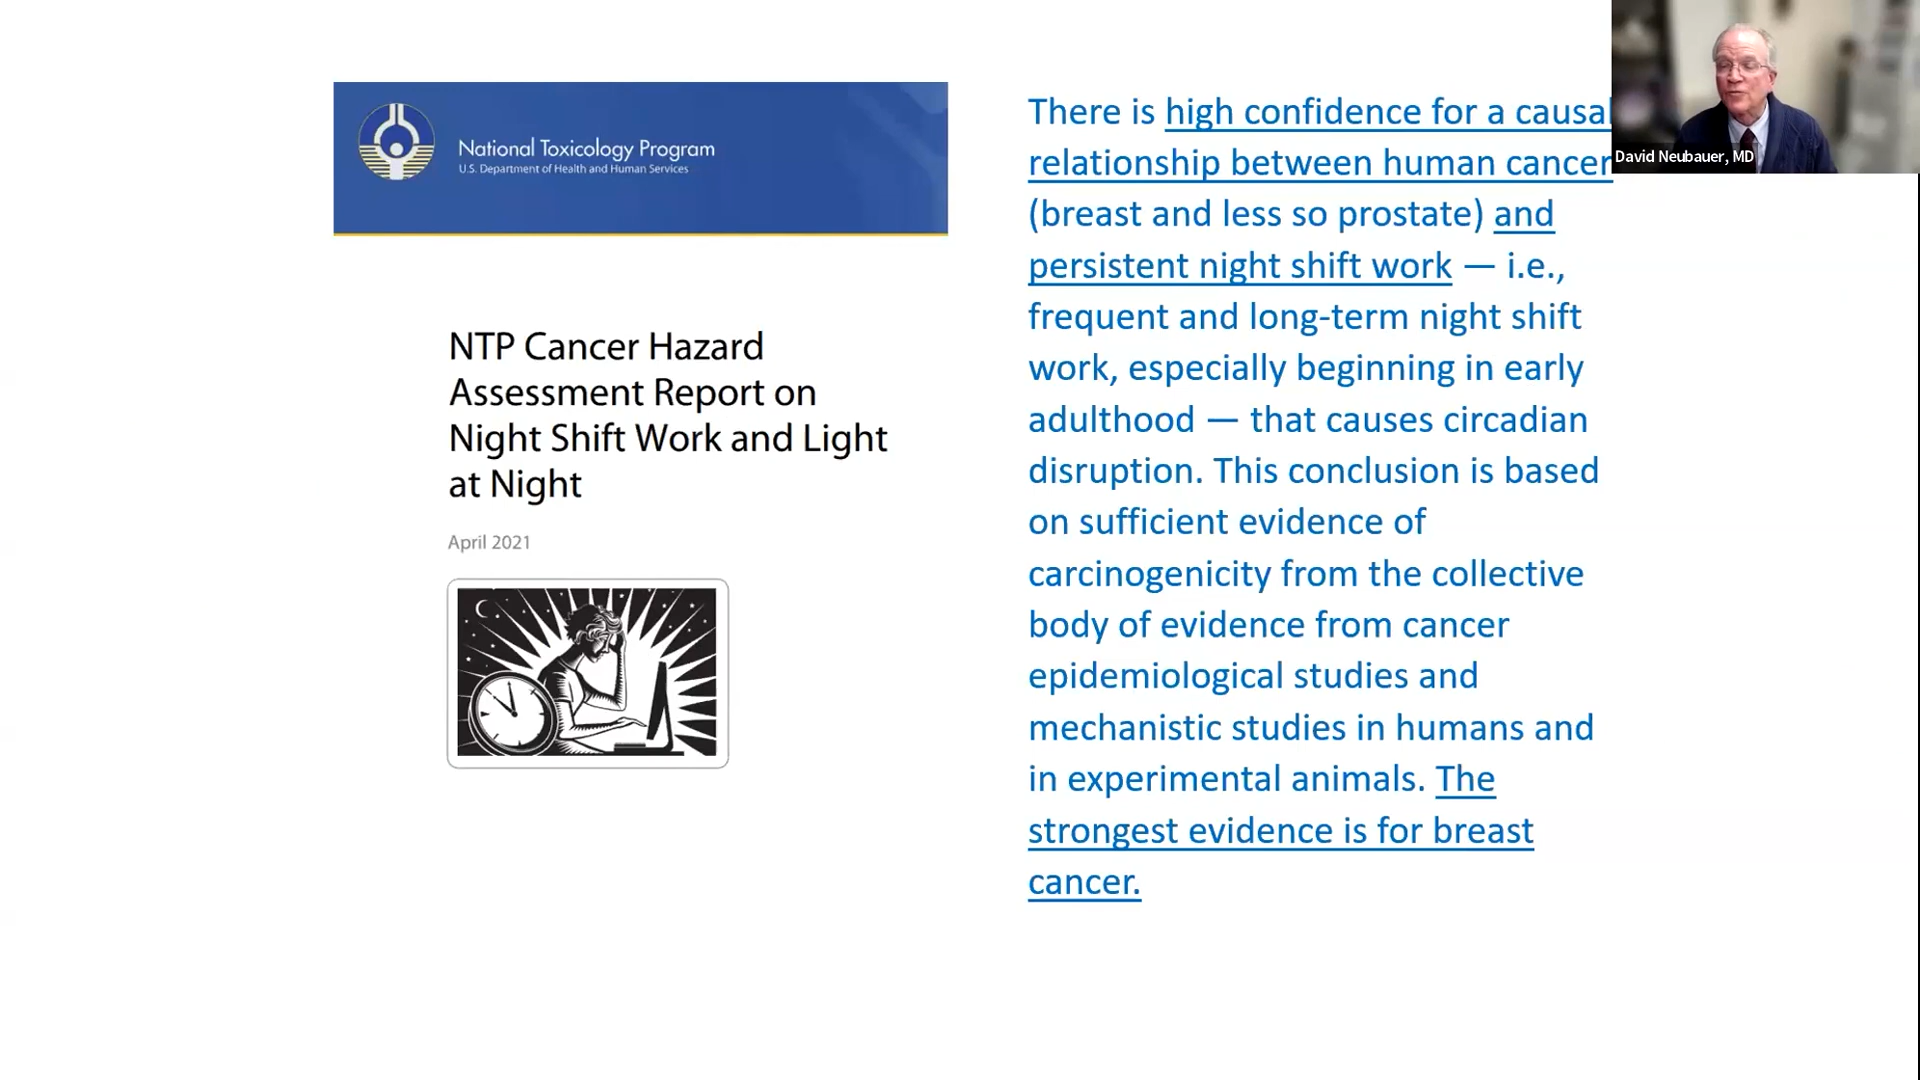 National Toxicology Program
U.S. Department of Health and Human Services
NTP Cancer Hazard
Assessment Report on
Night Shift Work and Light
at Night
April 2021
There is high confidence for a causal
relationship between human cancer
(breast and less so prostate) and
persistent night shift work — i.e.,
frequent and long-term night shift
work, especially beginning in early
adulthood — that causes circadian
disruption. This conclusion is based
on sufficient evidence of
carcinogenicity from the collective
body of evidence from cancer
epidemiological studies and
mechanistic studies in humans and
in experimental animals. The
strongest evidence is for breast
cancer.
David Neubauer, MD